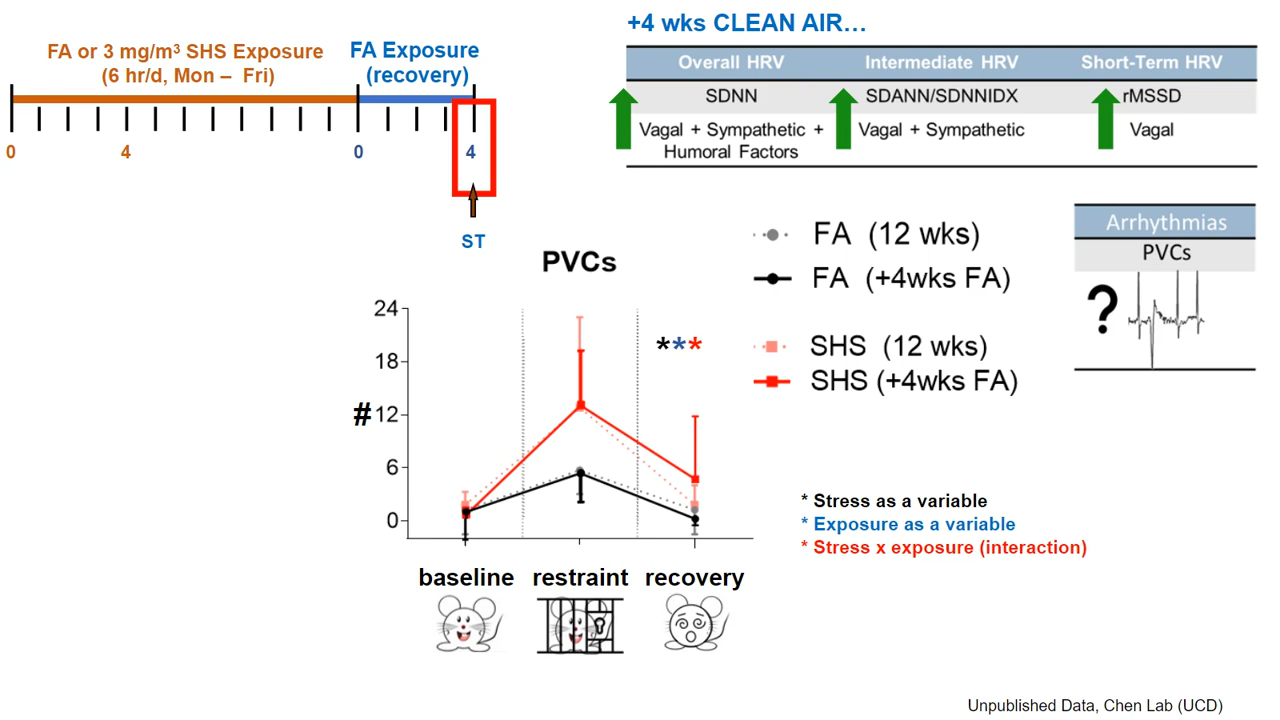 +4 wks CLEAN AIR…
FA or 3 mg/m³ SHS Exposure
(6 hr/d, Mon – Fri)
FA Exposure
(recovery)
0
4
0
4
ST
Overall HRV
Intermediate HRV
Short-Term HRV
SDNN
SDANN/SDNNIDX
rMSSD
Vagal + Sympathetic +
Humoral Factors
Vagal + Sympathetic
Vagal
Arrhythmias
PVCs
?
FA (12 wks)
FA (+4wks FA)
SHS (12 wks)
SHS (+4wks FA)
PVCs
24
18
12
6
0
#
***
baseline
restraint
recovery
* Stress as a variable
* Exposure as a variable
* Stress x exposure (interaction)
Unpublished Data, Chen Lab (UCD)